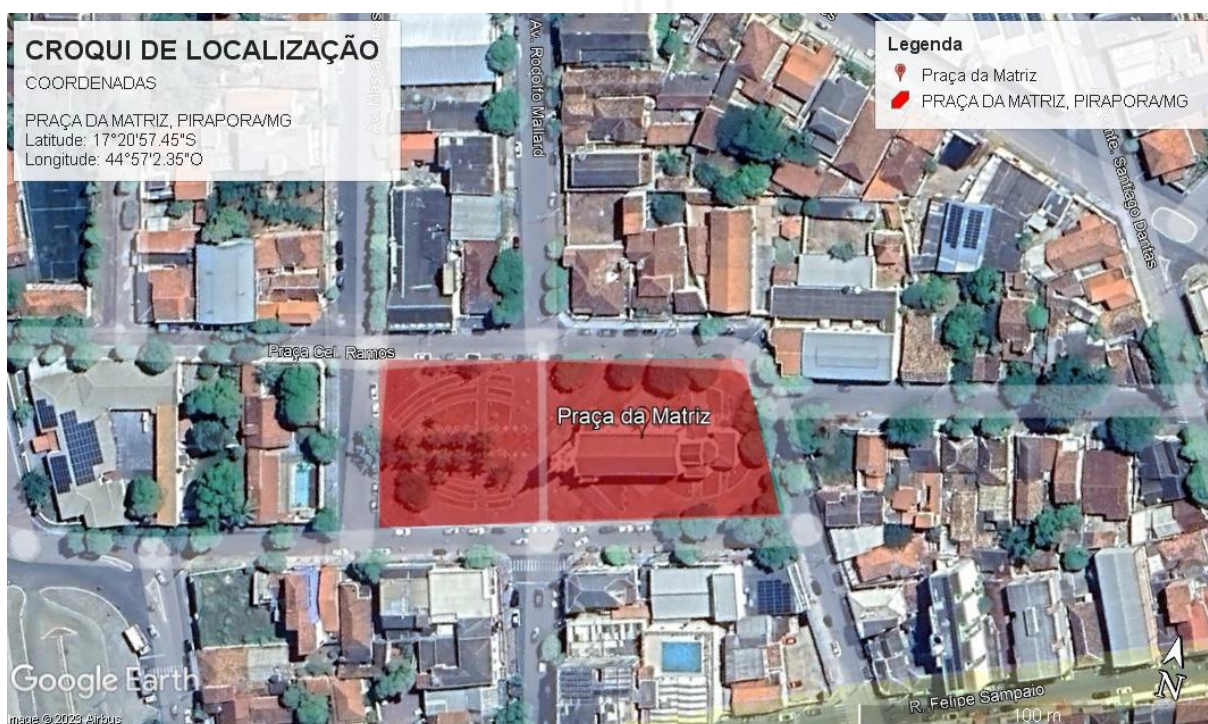 CROQUI DE LOCALIZAÇÃO
COORDENADAS
PRAÇA DA MATRIZ, PIRAPORA/MG
Latitude: 17°20'57.45"S
Longitude: 44°57'2.35"O
Legenda
Praça da Matriz
PRAÇA DA MATRIZ, PIRAPORA/MG
Av. Rodolfo Mallard
Santiago Dantas
Praça Cel. Ramos
Praça da Matriz
R. Felipe Sampaio
100 m
N
Google Earth
Image © 2023 Airbus